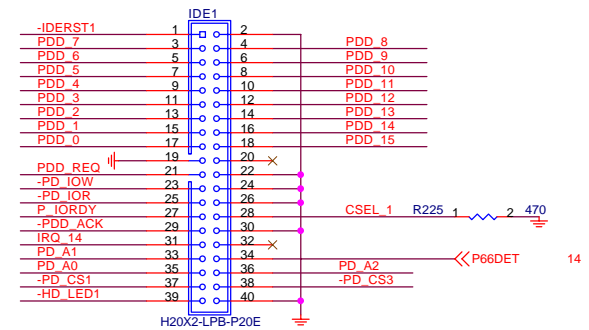 IDE1
-IDERST1 1 2
PDD_7 3 4 PDD_8
PDD_6 5 6 PDD_9
PDD_5 7 8 PDD_10
PDD_4 9 10 PDD_11
PDD_3 11 12 PDD_12
PDD_2 13 14 PDD_13
PDD_1 15 16 PDD_14
PDD_0 17 18 PDD_15
19 20
PDD_REQ 21 22
-PD_IOW 23 24
-PD_IOR 25 26
P_IORDY 27 28 CSEL_1 R225 1 2 470
-PDD_ACK 29 30
IRQ_14 31 32
PD_A1 33 34 P66DET 14
PD_A0 35 36 PD_A2
-PD_CS1 37 38 -PD_CS3
-HD_LED1 39 40
H20X2-LPB-P20E